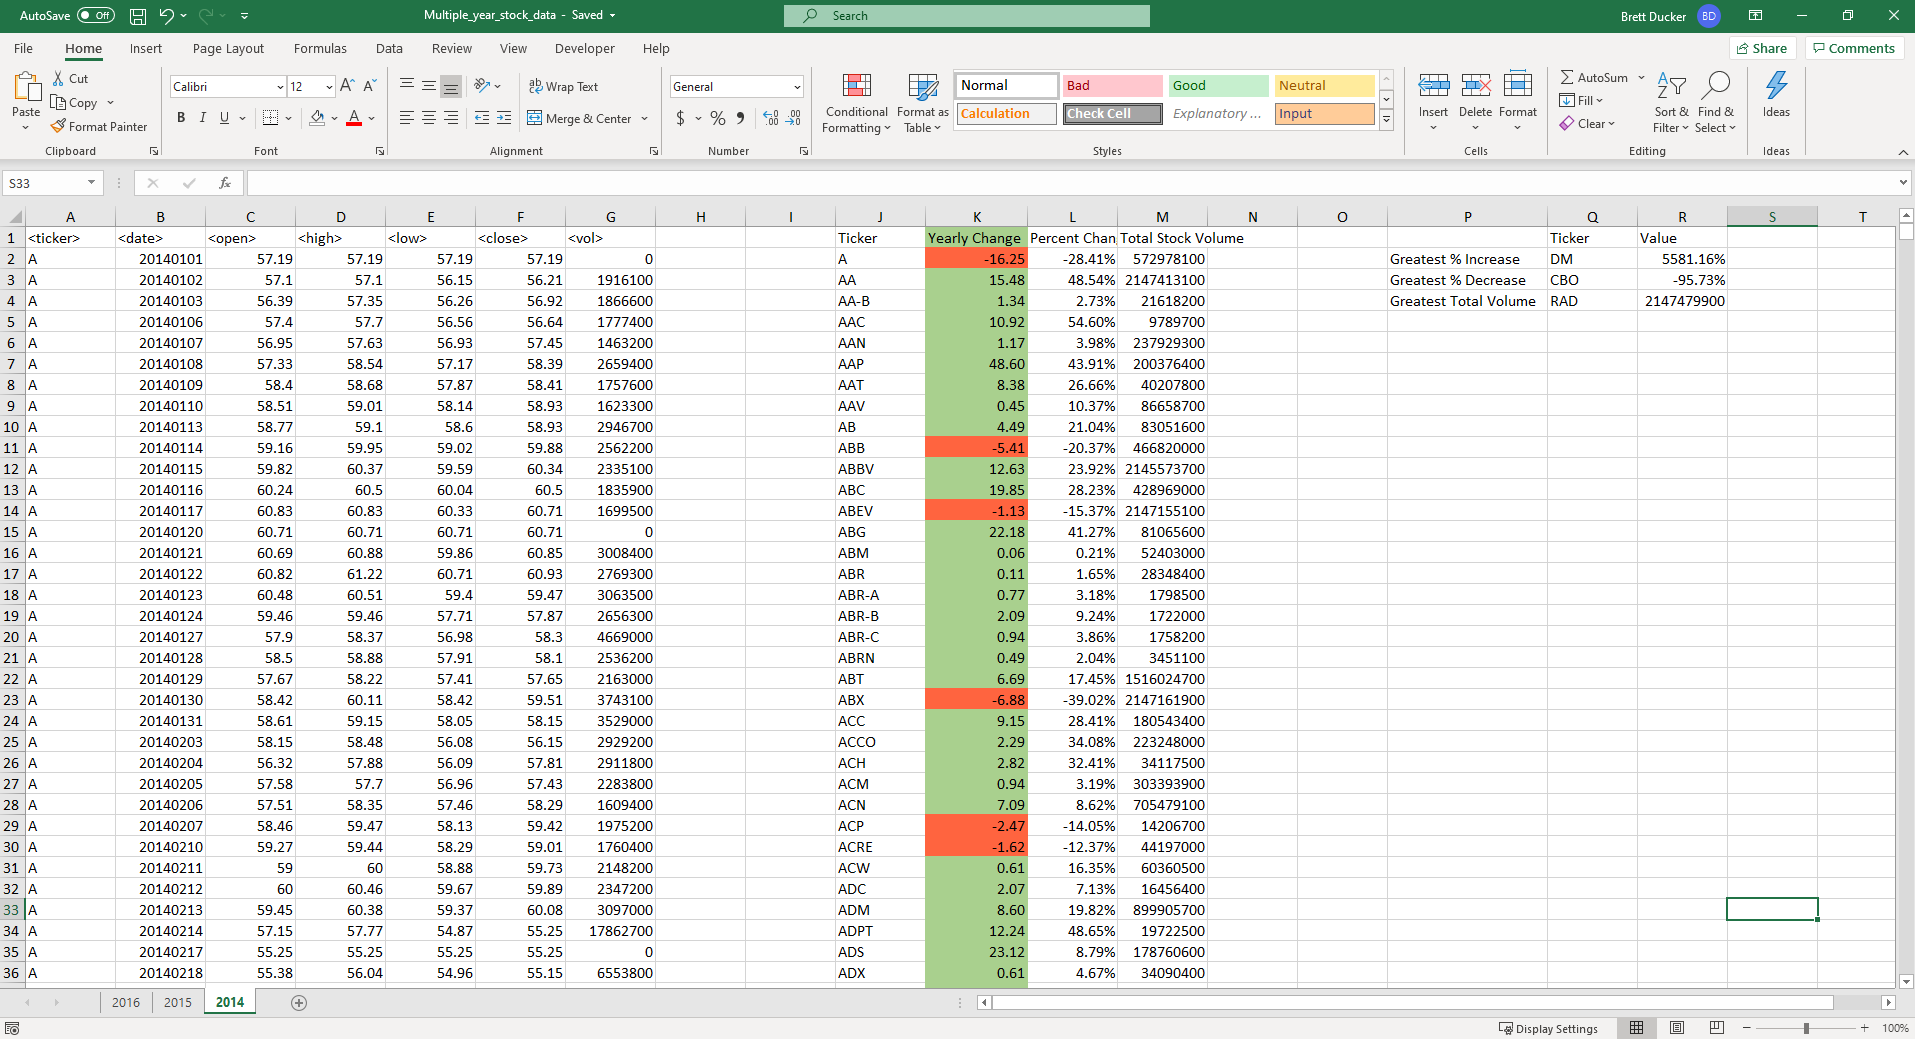 AutoSave Off Multiple_year_stock_data - Saved Search Brett Ducker BD
File Home Insert Page Layout Formulas Data Review View Developer Help Share Comments
Paste Cut Copy Format Painter Clipboard
Calibri 12 A A B I U A Font
ab Wrap Text Merge & Center Alignment
General $ % Number
Conditional Formatting Format as Table
Normal Bad Good Neutral
Calculation Check Cell Explanatory ... Input
Styles
Insert Delete Format Cells
AutoSum Fill Clear Sort & Filter Find & Select Editing
Ideas Ideas
S33 fx
A B C D E F G H I J K L M N O P Q R S T
1 <ticker> <date> <open> <high> <low> <close> <vol> Ticker Yearly Change Percent Chan Total Stock Volume Ticker Value
2 A 20140101 57.19 57.19 57.19 57.19 0 A -16.25 -28.41% 572978100 Greatest % Increase DM 5581.16%
3 A 20140102 57.1 57.1 56.15 56.21 1916100 AA 15.48 48.54% 2147413100 Greatest % Decrease CBO -95.73%
4 A 20140103 56.39 57.35 56.26 56.92 1866600 AA-B 1.34 2.73% 21618200 Greatest Total Volume RAD 2147479900
5 A 20140106 57.4 57.7 56.56 56.64 1777400 AAC 10.92 54.60% 9789700
6 A 20140107 56.95 57.63 56.93 57.45 1463200 AAN 1.17 3.98% 237929300
7 A 20140108 57.33 58.54 57.17 58.39 2659400 AAP 48.60 43.91% 200376400
8 A 20140109 58.4 58.68 57.87 58.41 1757600 AAT 8.38 26.66% 40207800
9 A 20140110 58.51 59.01 58.14 58.93 1623300 AAV 0.45 10.37% 86658700
10 A 20140113 58.77 59.1 58.6 58.93 2946700 AB 4.49 21.04% 83051600
11 A 20140114 59.16 59.95 59.02 59.88 2562200 ABB -5.41 -20.37% 466820000
12 A 20140115 59.82 60.37 59.59 60.34 2335100 ABBV 12.63 23.92% 2145573700
13 A 20140116 60.24 60.5 60.04 60.5 1835900 ABC 19.85 28.23% 428969000
14 A 20140117 60.83 60.83 60.33 60.71 1699500 ABEV -1.13 -15.37% 2147155100
15 A 20140120 60.71 60.71 60.71 60.71 0 ABG 22.18 41.27% 81065600
16 A 20140121 60.69 60.88 59.86 60.85 3008400 ABM 0.06 0.21% 52403000
17 A 20140122 60.82 61.22 60.71 60.93 2769300 ABR 0.11 1.65% 28348400
18 A 20140123 60.48 60.51 59.4 59.47 3063500 ABR-A 0.77 3.18% 1798500
19 A 20140124 59.46 59.46 57.71 57.87 2656300 ABR-B 2.09 9.24% 1722000
20 A 20140127 57.9 58.37 56.98 58.3 4669000 ABR-C 0.94 3.86% 1758200
21 A 20140128 58.5 58.88 57.91 58.1 2536200 ABRN 0.49 2.04% 3451100
22 A 20140129 57.67 58.22 57.41 57.65 2163000 ABT 6.69 17.45% 1516024700
23 A 20140130 58.42 60.11 58.42 59.51 3743100 ABX -6.88 -39.02% 2147161900
24 A 20140131 58.61 59.15 58.05 58.15 3529000 ACC 9.15 28.41% 180543400
25 A 20140203 58.15 58.48 56.08 56.15 2929200 ACCO 2.29 34.08% 223248000
26 A 20140204 56.32 57.88 56.09 57.81 2911800 ACH 2.82 32.41% 34117500
27 A 20140205 57.58 57.7 56.96 57.43 2283800 ACM 0.94 3.19% 303393900
28 A 20140206 57.51 58.35 57.46 58.29 1609400 ACN 7.09 8.62% 705479100
29 A 20140207 58.46 59.47 58.13 59.42 1975200 ACP -2.47 -14.05% 14206700
30 A 20140210 59.27 59.44 58.29 59.01 1760400 ACRE -1.62 -12.37% 44197000
31 A 20140211 59 60 58.88 59.73 2148200 ACW 0.61 16.35% 60360500
32 A 20140212 60 60.46 59.67 59.89 2347200 ADC 2.07 7.13% 16456400
33 A 20140213 59.45 60.38 59.37 60.08 3097000 ADM 8.60 19.82% 899905700
34 A 20140214 57.15 57.77 54.87 55.25 17862700 ADPT 12.24 48.65% 19722500
35 A 20140217 55.25 55.25 55.25 55.25 0 ADS 23.12 8.79% 178760600
36 A 20140218 55.38 56.04 54.96 55.15 6553800 ADX 0.61 4.67% 34090400
2016 2015 2014
Display Settings 100%